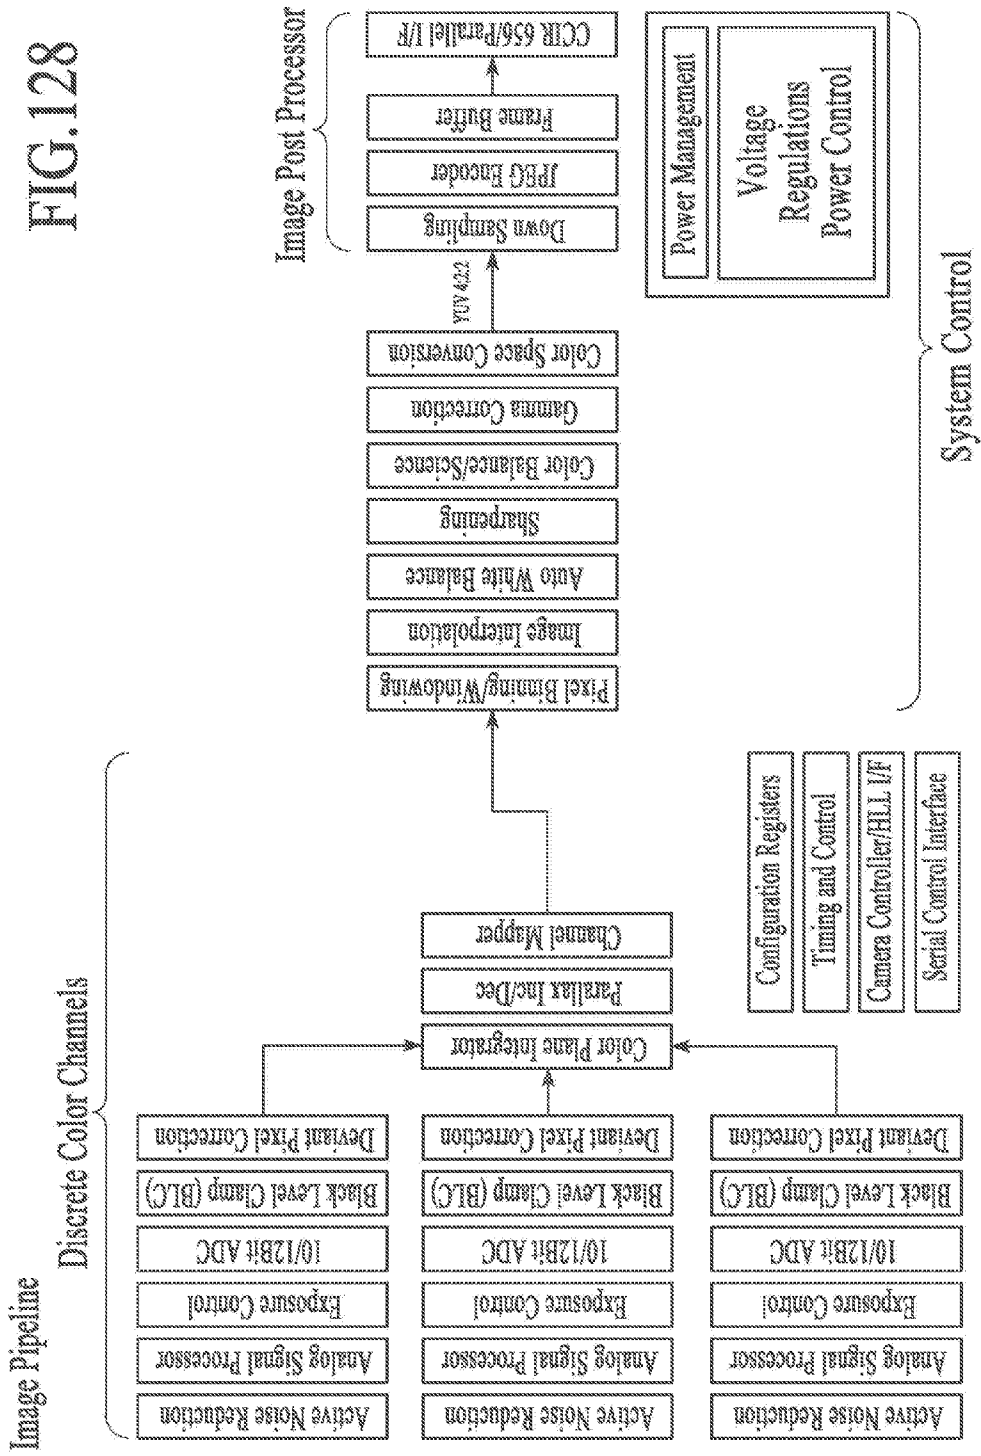 FIG.128
Image Pipeline
Discrete Color Channels
Active Noise Reduction
Analog Signal Processor
Exposure Control
10/12Bit ADC
Black Level Clamp (BLC)
Deviant Pixel Correction
Active Noise Reduction
Analog Signal Processor
Exposure Control
10/12Bit ADC
Black Level Clamp (BLC)
Deviant Pixel Correction
Active Noise Reduction
Analog Signal Processor
Exposure Control
10/12Bit ADC
Black Level Clamp (BLC)
Deviant Pixel Correction
Color Plane Integrator
Parallax Inc/Dec
Channel Mapper
Pixel Binning/Windowing
Image Interpolation
Auto White Balance
Sharpening
Color Balance/Science
Gamma Correction
Color Space Conversion
YUV 4:2:2
Image Post Processor
Down Sampling
JPEG Encoder
Frame Buffer
CCIR 656/Parallel I/F
Configuration Registers
Timing and Control
Camera Controller/HLL I/F
Serial Control Interface
System Control
Power Management
Voltage
Regulations
Power Control